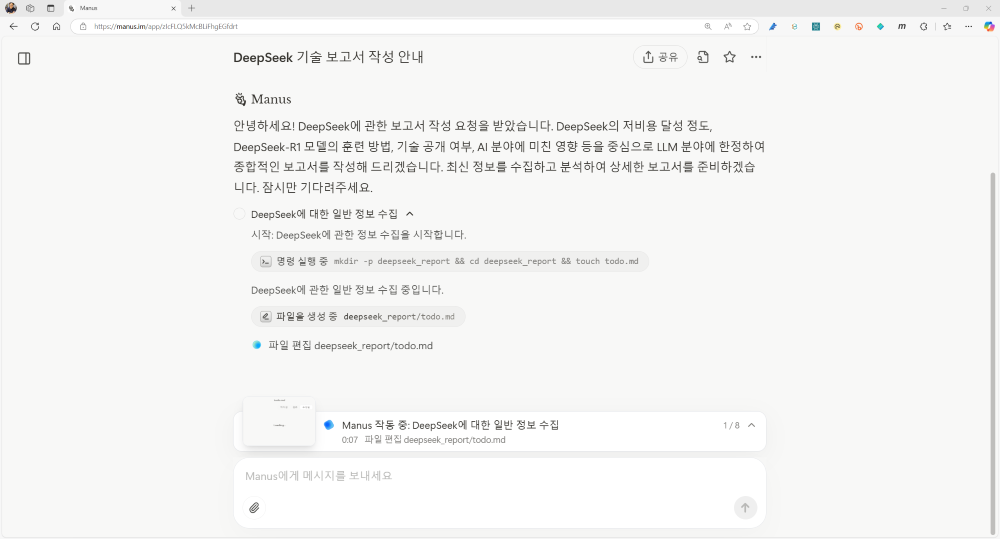 Manus
https://manus.im/app/zIcFLQ5kMcBUFhgEGfdrt
DeepSeek 기술 보고서 작성 안내
공유
Manus
안녕하세요! DeepSeek에 관한 보고서 작성 요청을 받았습니다. DeepSeek의 저비용 달성 정도,
DeepSeek-R1 모델의 훈련 방법, 기술 공개 여부, AI 분야에 미친 영향 등을 중심으로 LLM 분야에 한정하여
종합적인 보고서를 작성해 드리겠습니다. 최신 정보를 수집하고 분석하여 상세한 보고서를 준비하겠습
니다. 잠시만 기다려주세요.
DeepSeek에 대한 일반 정보 수집
시작: DeepSeek에 관한 정보 수집을 시작합니다.
명령 실행 중 mkdir -p deepseek_report && cd deepseek_report && touch todo.md
DeepSeek에 관한 일반 정보 수집 중입니다.
파일을 생성 중 deepseek_report/todo.md
파일 편집 deepseek_report/todo.md
Manus 작동 중: DeepSeek에 대한 일반 정보 수집
1 / 8
0:07 파일 편집 deepseek_report/todo.md
Manus에게 메시지를 보내세요